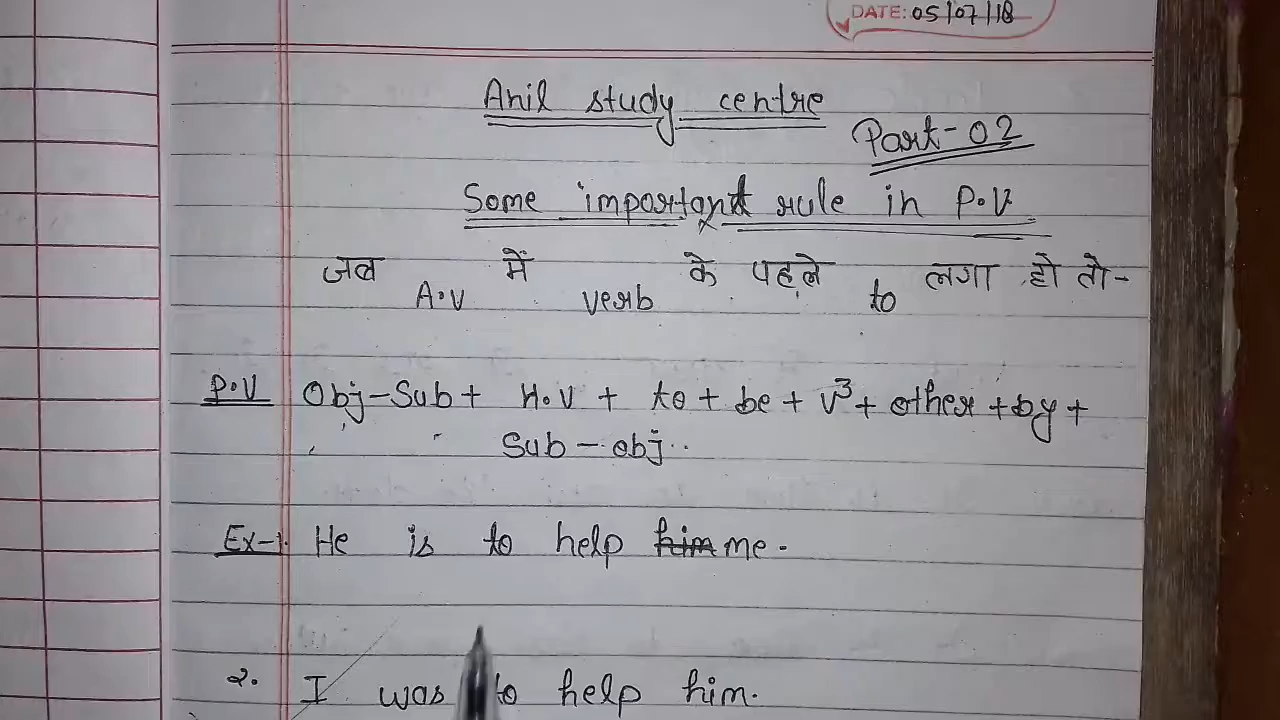 DATE: 05/07/18
Anil study centre
Part-02
Some important rule in P.V
जब A.V में verb के पहले to लगा हो तो-
P.V Obj-Sub + H.V + to + be + V³ + other + by +
Sub - obj..
Ex-1. He is to help him me.
2. I was to help him.